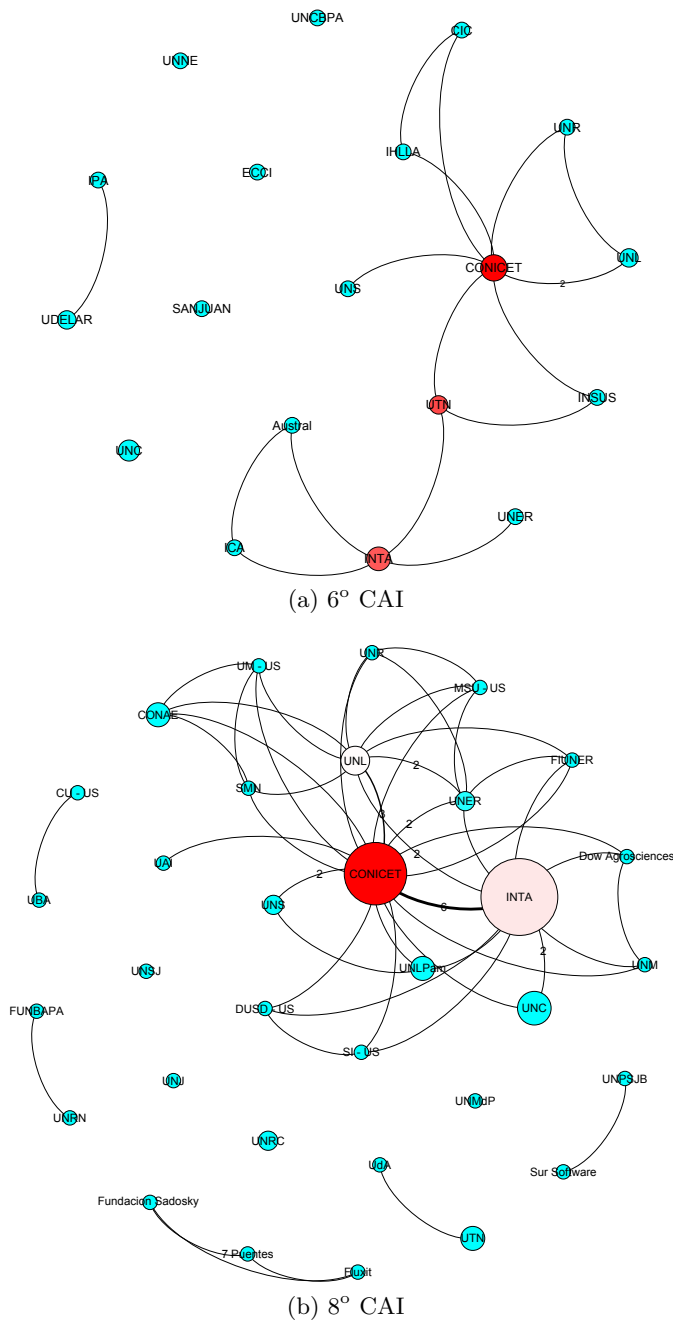 UNCBPA
CIC
UNNE
UNR
IHLLA
ECCI
IPA
UNL
CONICET
2
UNS
SANJUAN
UDELAR
INSUS
UTN
Austral
UNC
UNER
ICA
INTA
(a) 6º CAI
UNR
UM - US
MSU - US
CONAE
UNL
FIUNER
2
SMN
CU - US
UNER
3
2
Dow Agrosciences
2
UAI
CONICET
2
INTA
UBA
UNS
6
2
UNM
UNLPam
UNSJ
DUSD - US
UNC
FUNBAPA
SI - US
UNJ
UNPSJB
UNMdP
UNRN
UNRC
UdA
Sur Software
Fundacion Sadosky
UTN
7 Puentes
Fluxit
(b) 8º CAI